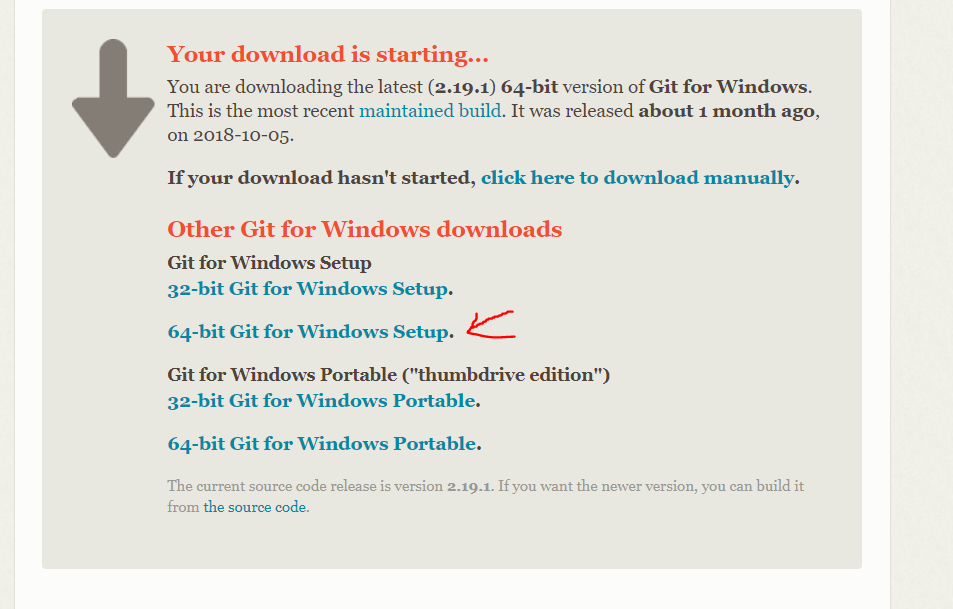 Your download is starting...
You are downloading the latest (2.19.1) 64-bit version of Git for Windows.
This is the most recent maintained build. It was released about 1 month ago,
on 2018-10-05.
If your download hasn't started, click here to download manually.
Other Git for Windows downloads
Git for Windows Setup
32-bit Git for Windows Setup.
64-bit Git for Windows Setup.
Git for Windows Portable ("thumbdrive edition")
32-bit Git for Windows Portable.
64-bit Git for Windows Portable.
The current source code release is version 2.19.1. If you want the newer version, you can build it
from the source code.